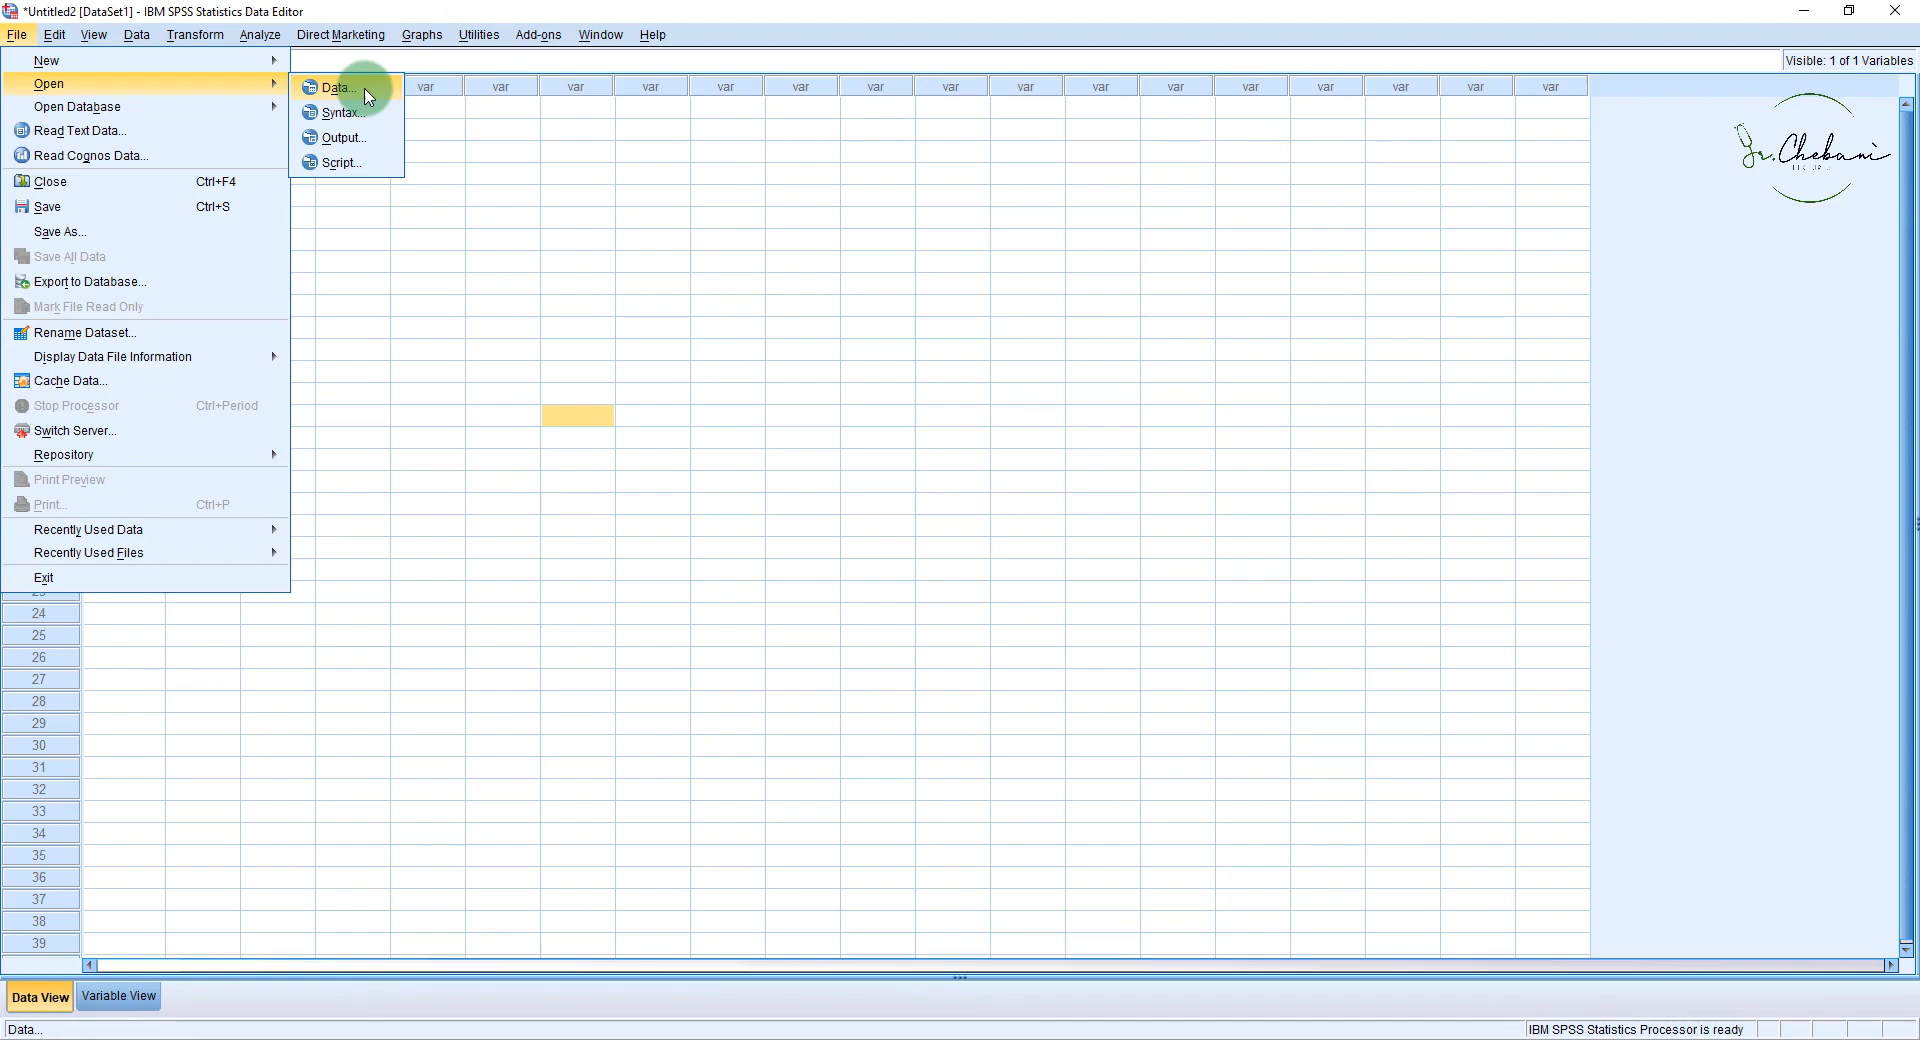 *Untitled2 [DataSet1] - IBM SPSS Statistics Data Editor
File Edit View Data Transform Analyze Direct Marketing Graphs Utilities Add-ons Window Help
Visible: 1 of 1 Variables
New
Open
Open Database
Read Text Data...
Read Cognos Data...
Close Ctrl+F4
Save Ctrl+S
Save As...
Save All Data
Export to Database...
Mark File Read Only
Rename Dataset...
Display Data File Information
Cache Data...
Stop Processor Ctrl+Period
Switch Server...
Repository
Print Preview
Print... Ctrl+P
Recently Used Data
Recently Used Files
Exit
Data...
Syntax...
Output...
Script...
var var var var var var var var var var var var var var var var
Yr.Chebani
24
25
26
27
28
29
30
31
32
33
34
35
36
37
38
39
Data View Variable View
Data...
IBM SPSS Statistics Processor is ready